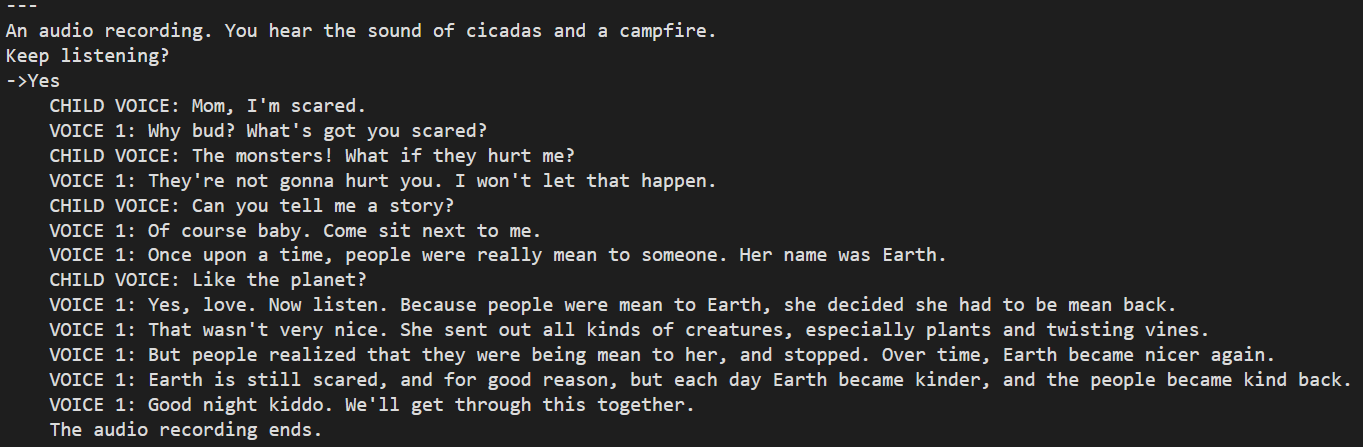 ---
An audio recording. You hear the sound of cicadas and a campfire.
Keep listening?
->Yes
CHILD VOICE: Mom, I'm scared.
VOICE 1: Why bud? What's got you scared?
CHILD VOICE: The monsters! What if they hurt me?
VOICE 1: They're not gonna hurt you. I won't let that happen.
CHILD VOICE: Can you tell me a story?
VOICE 1: Of course baby. Come sit next to me.
VOICE 1: Once upon a time, people were really mean to someone. Her name was Earth.
CHILD VOICE: Like the planet?
VOICE 1: Yes, love. Now listen. Because people were mean to Earth, she decided she had to be mean back.
VOICE 1: That wasn't very nice. She sent out all kinds of creatures, especially plants and twisting vines.
VOICE 1: But people realized that they were being mean to her, and stopped. Over time, Earth became nicer again.
VOICE 1: Earth is still scared, and for good reason, but each day Earth became kinder, and the people became kind back.
VOICE 1: Good night kiddo. We'll get through this together.
The audio recording ends.